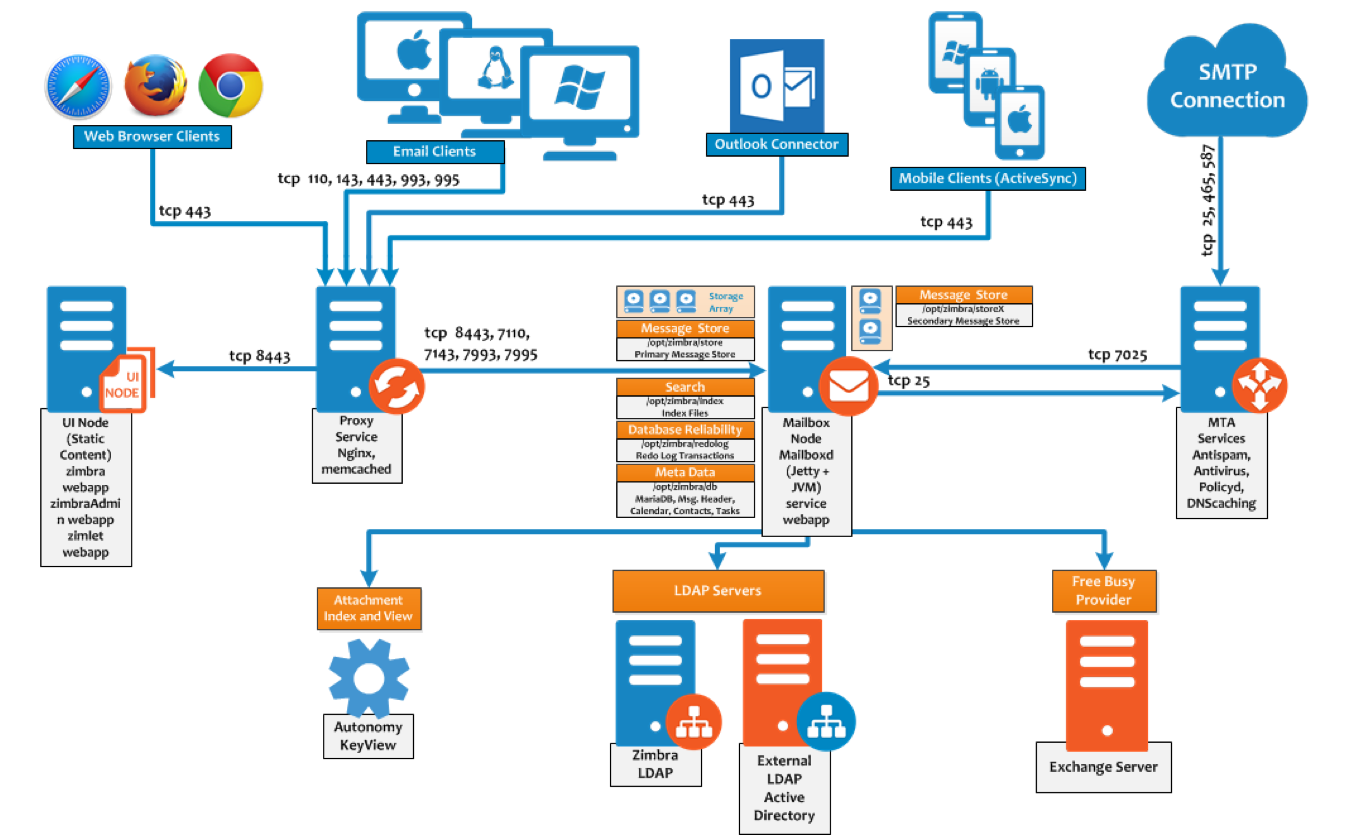 SMTP
Connection
Web Browser Clients
Email Clients
Outlook Connector
Mobile Clients (ActiveSync)
tcp 110, 143, 443, 993, 995
tcp 443
tcp 443
tcp 443
tcp 25, 465, 587
Storage
Array
Message Store
/opt/zimbra/store
Primary Message Store
Message Store
/opt/zimbra/storeX
Secondary Message Store
tcp 8443
tcp 8443, 7110,
7143, 7993, 7995
tcp 7025
tcp 25
UI
NODE
Search
/opt/zimbra/index
Index Files
Database Reliability
/opt/zimbra/redolog
Redo Log Transactions
Meta Data
/opt/zimbra/db
MariaDB, Msg. Header,
Calendar, Contacts, Tasks
UI Node
(Static
Content)
zimbra
webapp
zimbraAdmi
n webapp
zimlet
webapp
Proxy
Service
Nginx,
memcached
Mailbox
Node
Mailboxd
(Jetty +
JVM)
service
webapp
MTA
Services
Antispam,
Antivirus,
Policyd,
DNScaching
Attachment
Index and View
LDAP Servers
Free Busy
Provider
Autonomy
KeyView
Zimbra
LDAP
External
LDAP
Active
Directory
Exchange Server